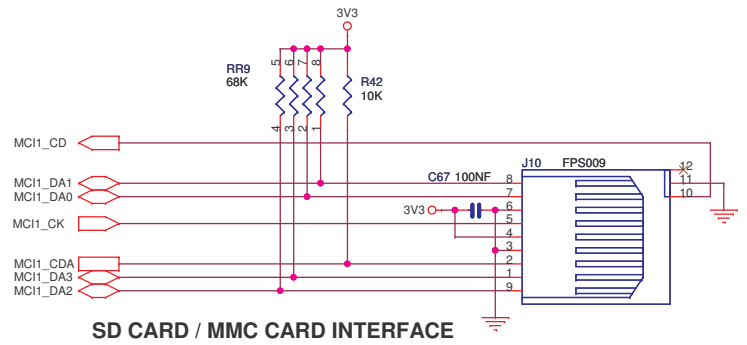 3V3
5 6 7 8
RR9
68K
R42
10K
4 3 2 1
MCI1_CD
J10 FPS009
12
11
10
C67 100NF
MCI1_DA1 8
MCI1_DA0 7
3V3 6
MCI1_CK 5
4
3
MCI1_CDA 2
MCI1_DA3 1
MCI1_DA2 9
SD CARD / MMC CARD INTERFACE